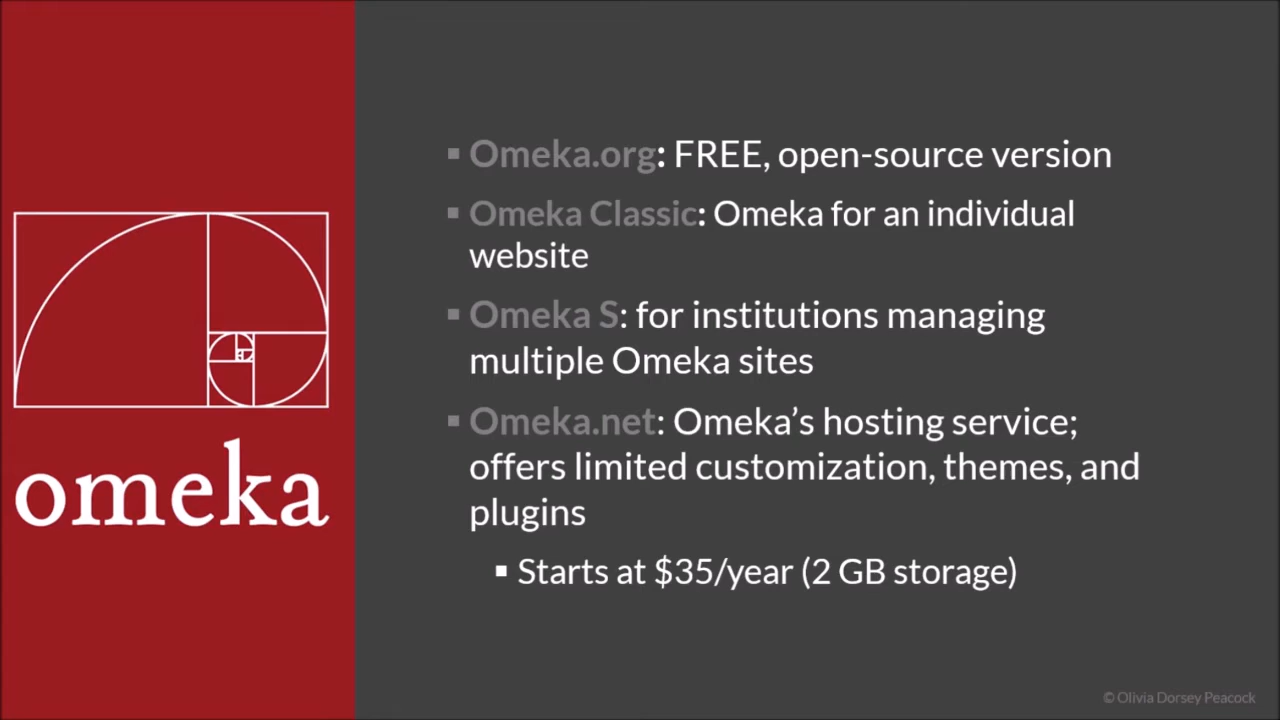 omeka
▪ Omeka.org: FREE, open-source version
▪ Omeka Classic: Omeka for an individual
website
▪ Omeka S: for institutions managing
multiple Omeka sites
▪ Omeka.net: Omeka’s hosting service;
offers limited customization, themes, and
plugins
▪ Starts at $35/year (2 GB storage)
© Olivia Dorsey Peacock